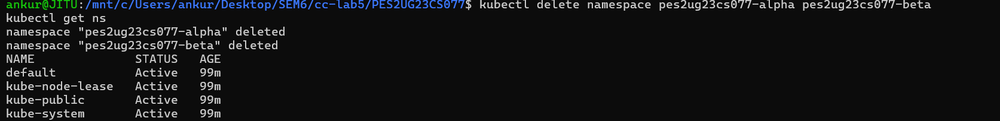 ankur@JITU:/mnt/c/Users/ankur/Desktop/SEM6/cc-lab5/PES2UG23CS077$ kubectl delete namespace pes2ug23cs077-alpha pes2ug23cs077-beta
kubectl get ns
namespace "pes2ug23cs077-alpha" deleted
namespace "pes2ug23cs077-beta" deleted
NAME              STATUS   AGE
default           Active   99m
kube-node-lease   Active   99m
kube-public       Active   99m
kube-system       Active   99m